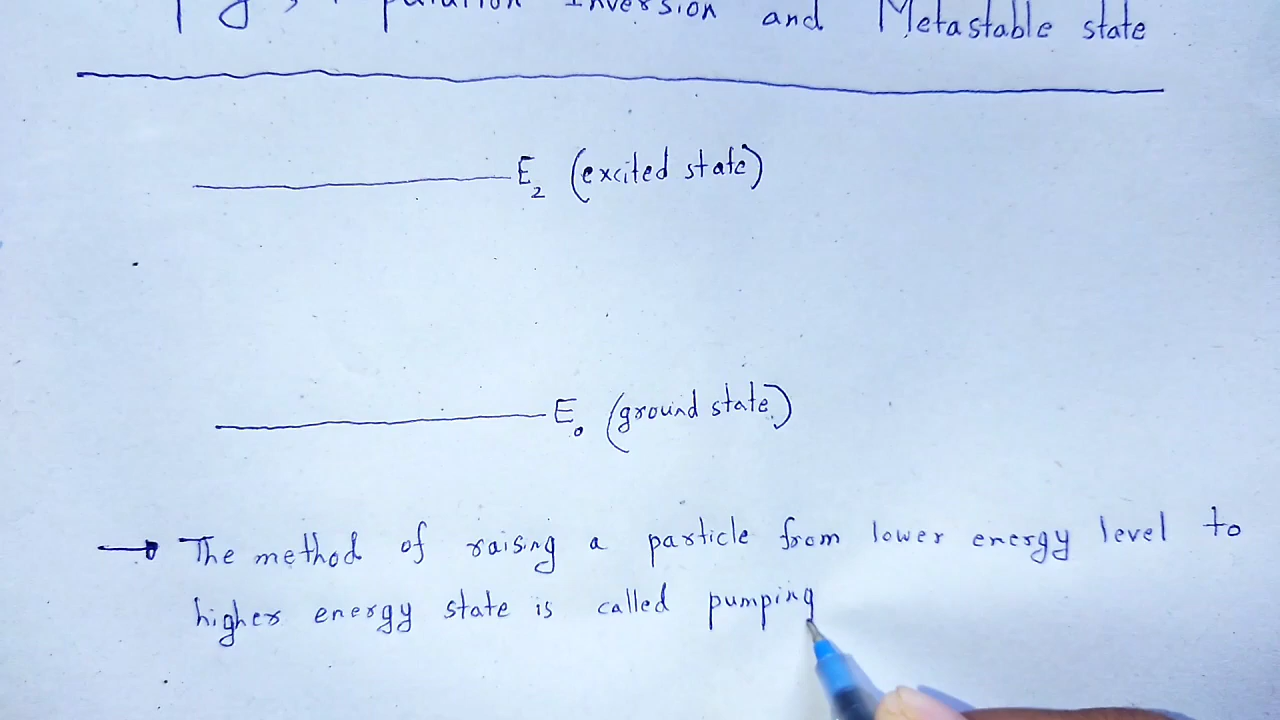 Inversion and Metastable state
E2 (excited state)
E0 (ground state)
→ The method of raising a particle from lower energy level to
higher energy state is called pumping